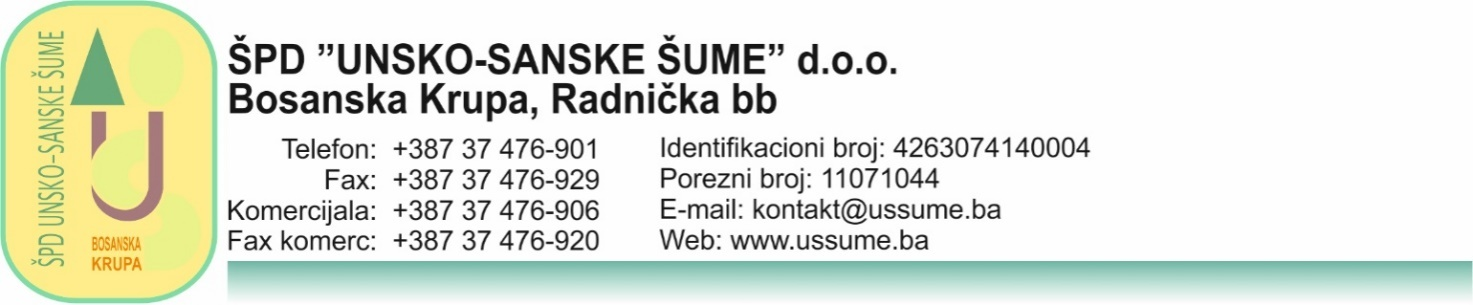 ŠPD UNSKO-SANSKE ŠUME
BOSANSKA
KRUPA
ŠPD ”UNSKO-SANSKE ŠUME” d.o.o.
Bosanska Krupa, Radnička bb
Telefon: +387 37 476-901
Fax: +387 37 476-929
Komercijala: +387 37 476-906
Fax komerc: +387 37 476-920
Identifikacioni broj: 4263074140004
Porezni broj: 11071044
E-mail: kontakt@ussume.ba
Web: www.ussume.ba